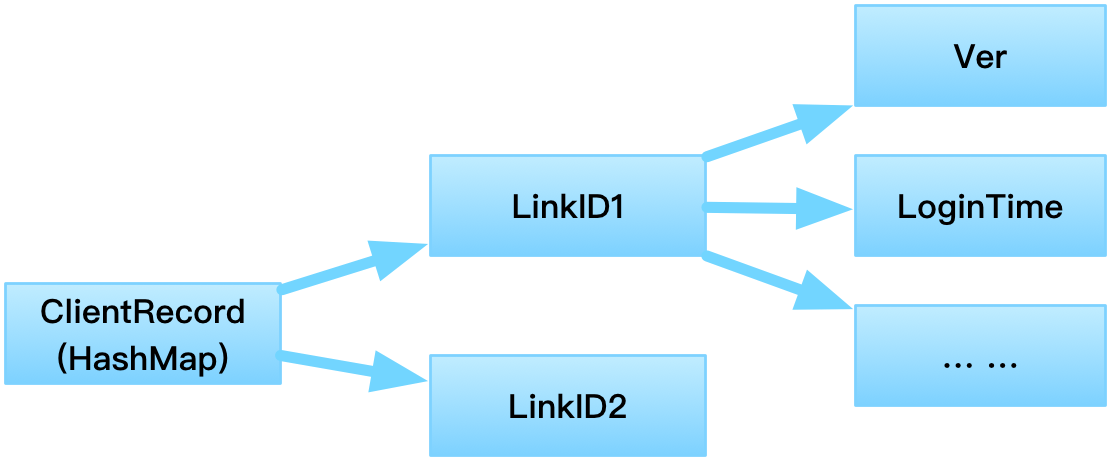 ClientRecord
(HashMap)
LinkID1
LinkID2
Ver
LoginTime
... ...